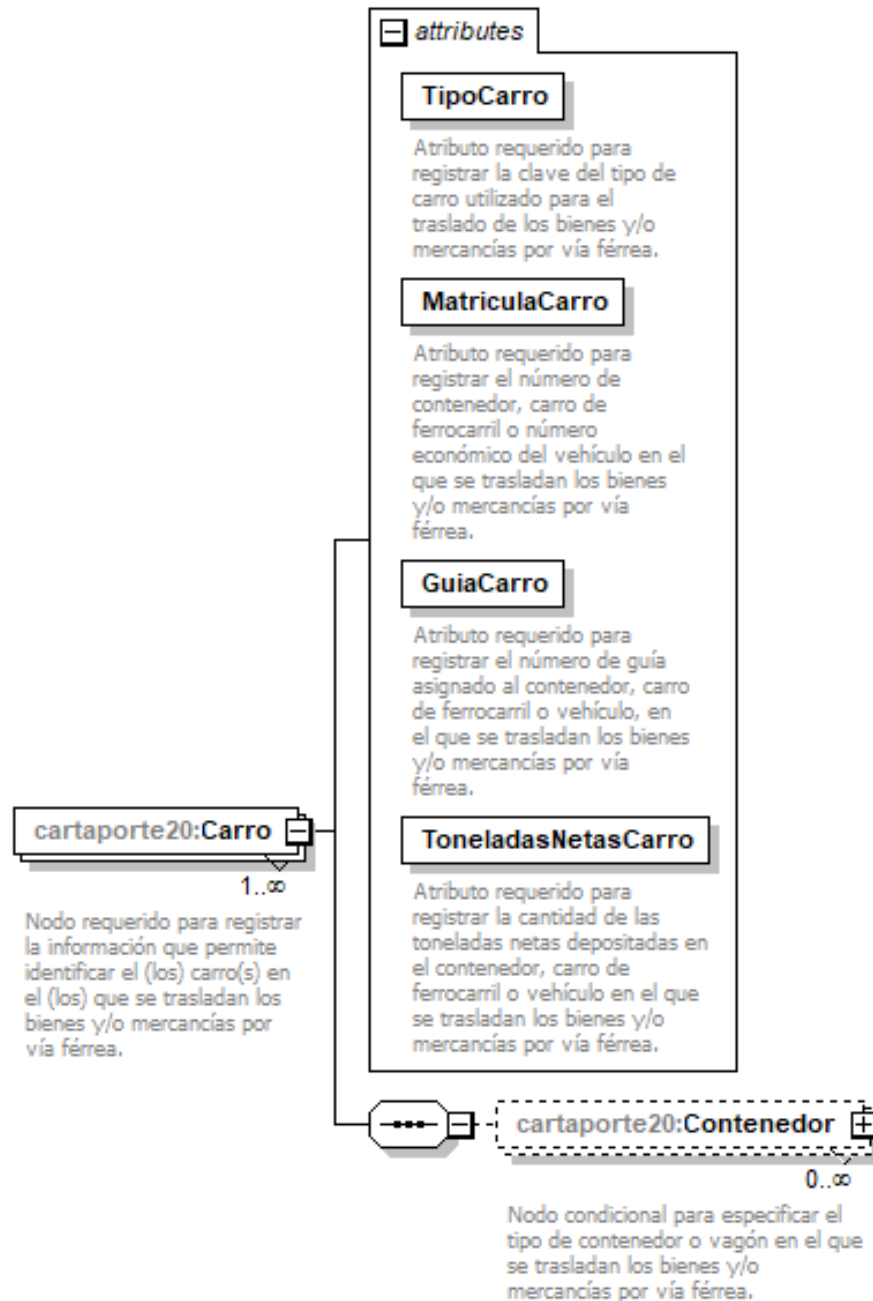 attributes
TipoCarro
Atributo requerido para
registrar la clave del tipo de
carro utilizado para el
traslado de los bienes y/o
mercancías por vía férrea.
MatriculaCarro
Atributo requerido para
registrar el número de
contenedor, carro de
ferrocarril o número
económico del vehículo en el
que se trasladan los bienes
y/o mercancías por vía
férrea.
GuiaCarro
Atributo requerido para
registrar el número de guía
asignado al contenedor, carro
de ferrocarril o vehículo, en
el que se trasladan los bienes
y/o mercancías por vía
férrea.
ToneladasNetasCarro
Atributo requerido para
registrar la cantidad de las
toneladas netas depositadas en
el contenedor, carro de
ferrocarril o vehículo en el que
se trasladan los bienes y/o
mercancías por vía férrea.
cartaporte20:Carro
1..∞
Nodo requerido para registrar
la información que permite
identificar el (los) carro(s) en
el (los) que se trasladan los
bienes y/o mercancías por
vía férrea.
cartaporte20:Contenedor
0..∞
Nodo condicional para especificar el
tipo de contenedor o vagón en el que
se trasladan los bienes y/o
mercancías por vía férrea.